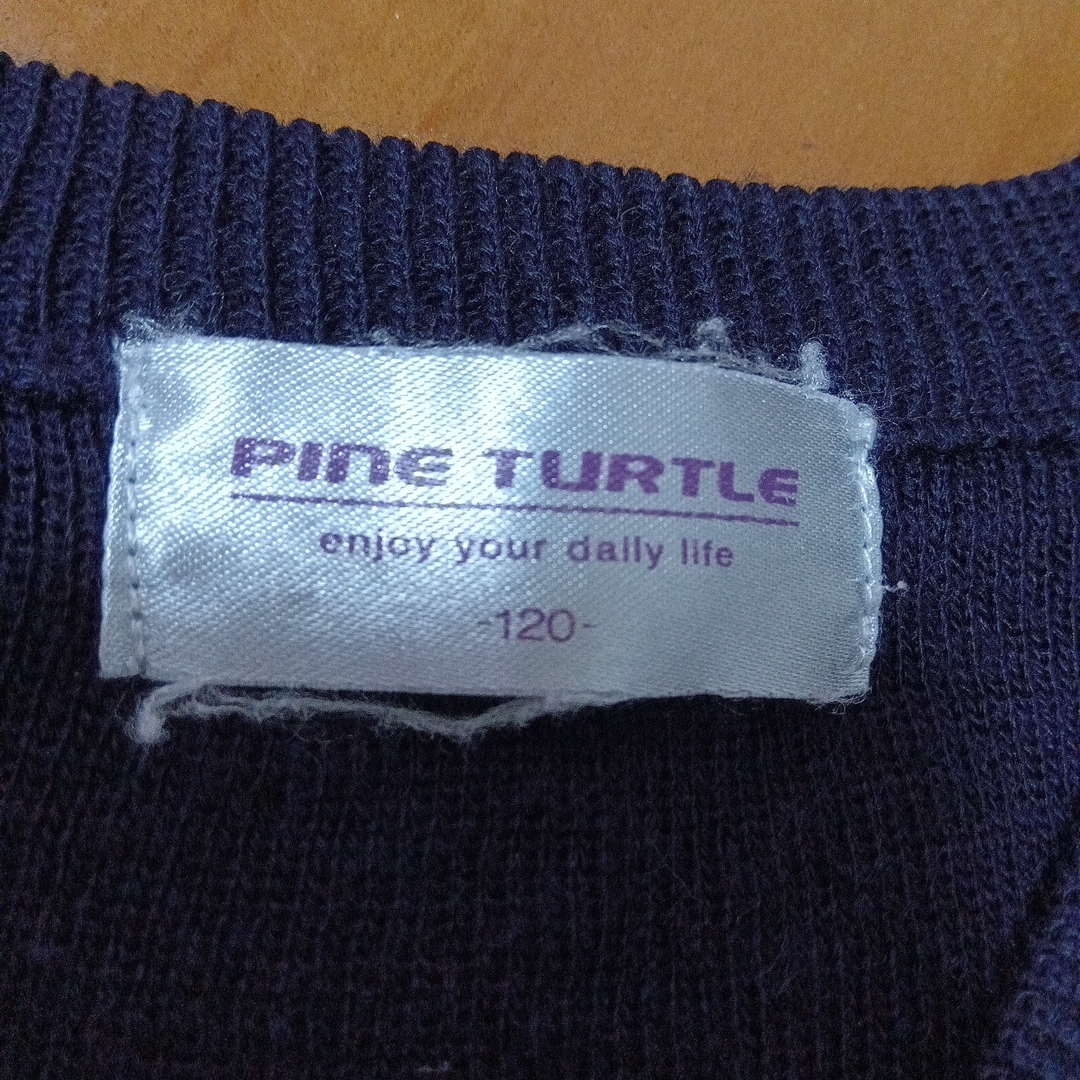 PINE TURTLE
enjoy your daily life
-120-